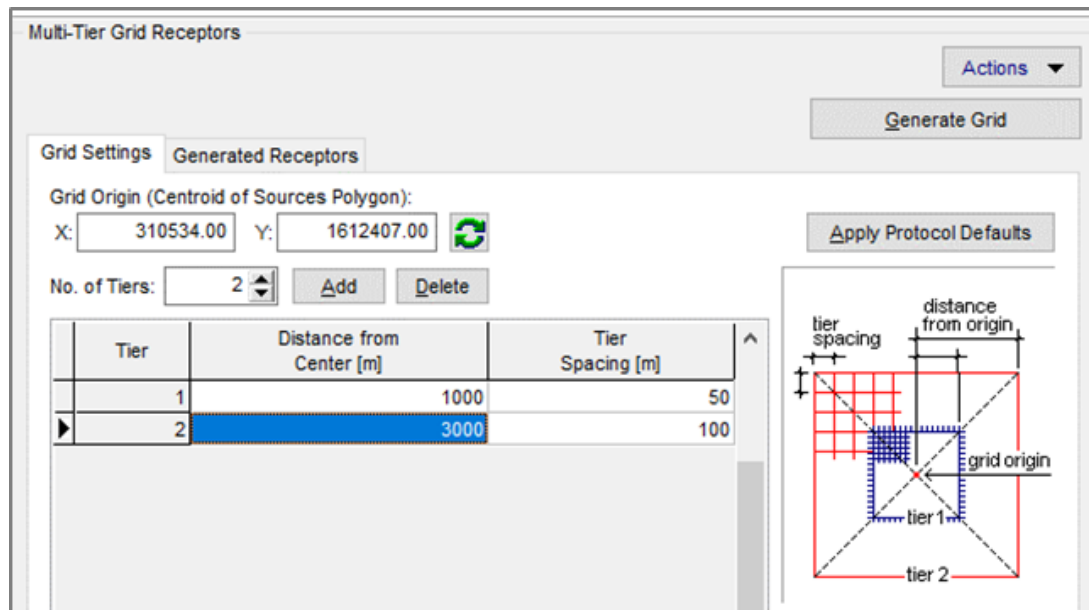 Multi-Tier Grid Receptors
Actions
Generate Grid
Grid Settings
Generated Receptors
Grid Origin (Centroid of Sources Polygon):
X: 310534.00 Y: 1612407.00
Apply Protocol Defaults
No. of Tiers: 2 Add Delete
Tier
Distance from
Center [m]
Tier
Spacing [m]
1 1000 50
2 3000 100
tier
spacing
distance
from origin
grid origin
tier 1
tier 2